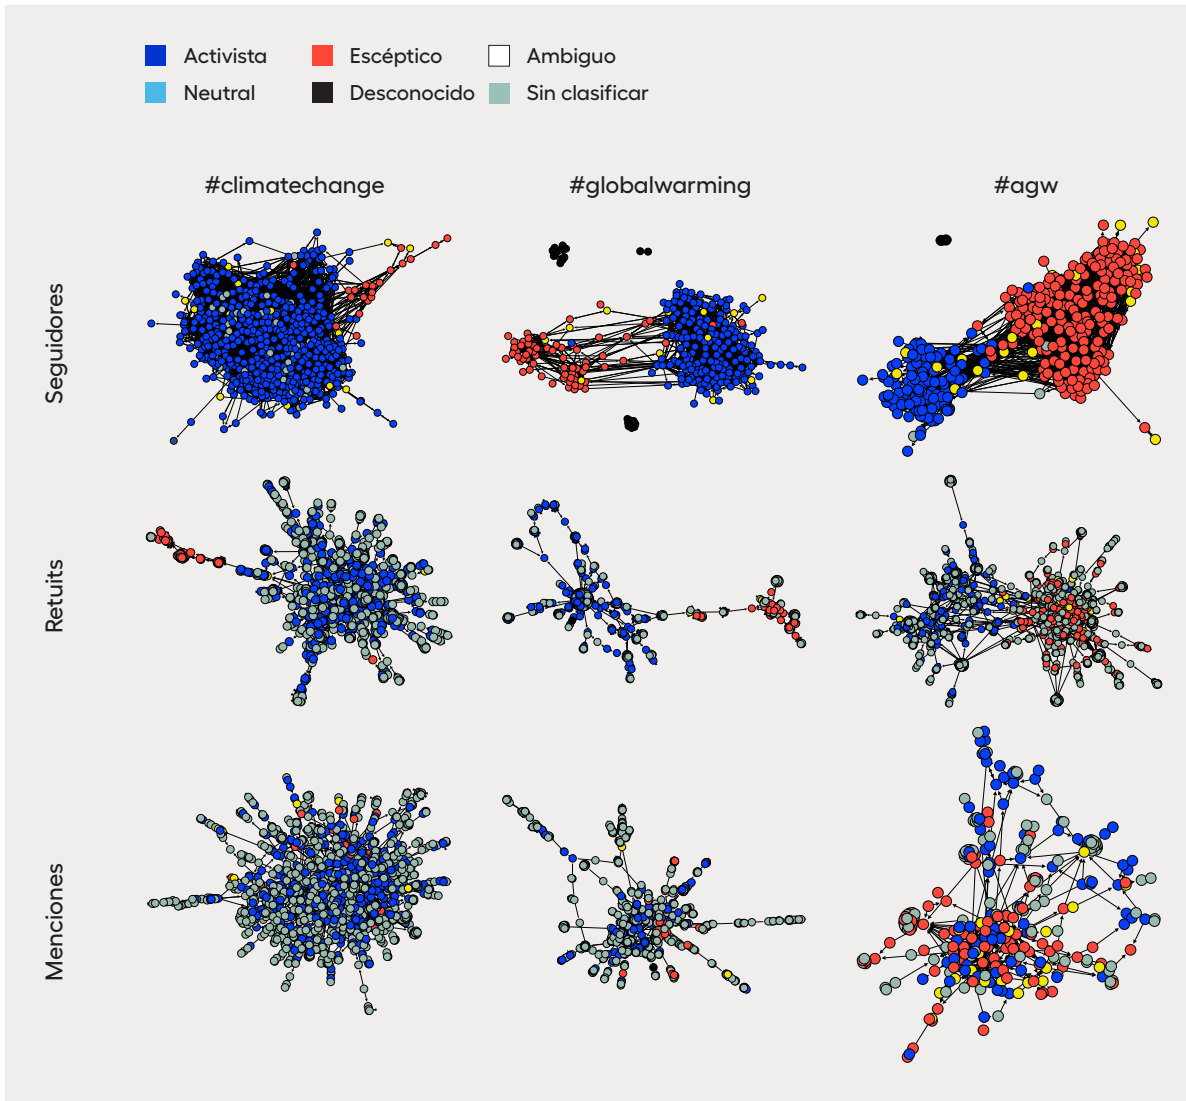 Activista Escéptico Ambiguo
Neutral Desconocido Sin clasificar
#climatechange #globalwarming #agw
Seguidores
Retuits
Menciones